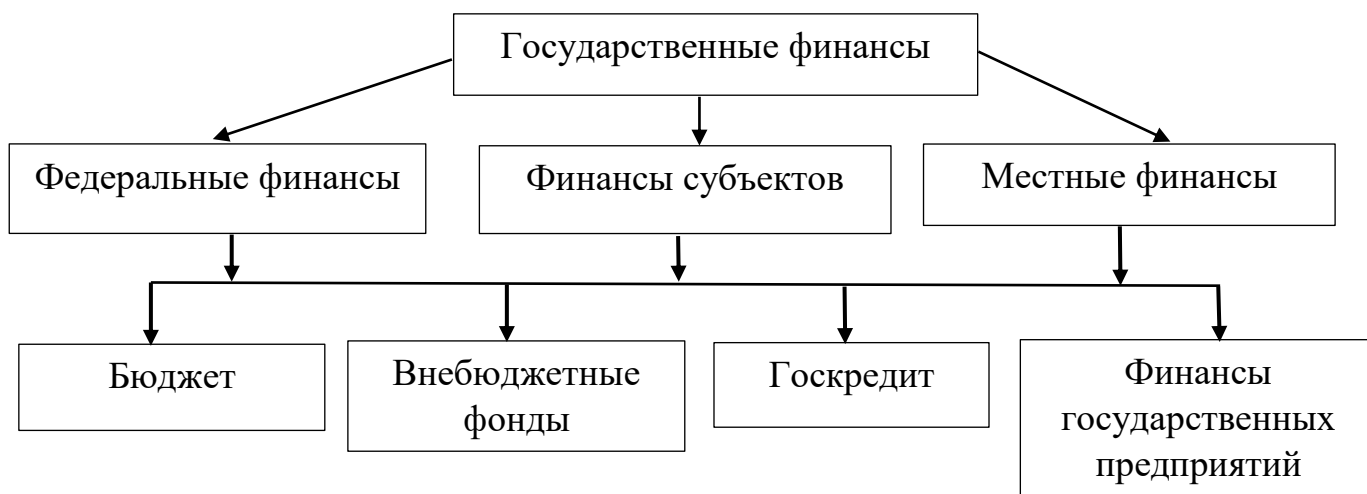 Государственные финансы
Федеральные финансы
Финансы субъектов
Местные финансы
Бюджет
Внебюджетные
фонды
Госкредит
Финансы
государственных
предприятий